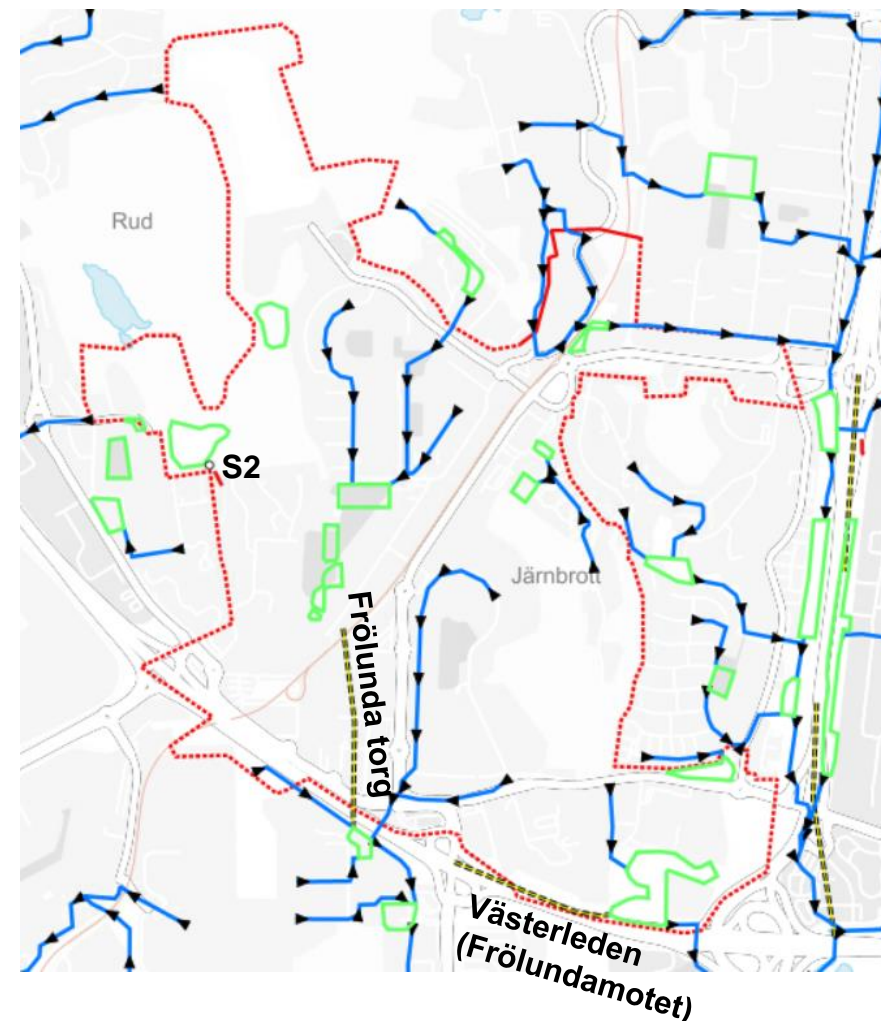 Rud
S2
Järnbrott
Frölunda torg
Västerleden
(Frölundamotet)